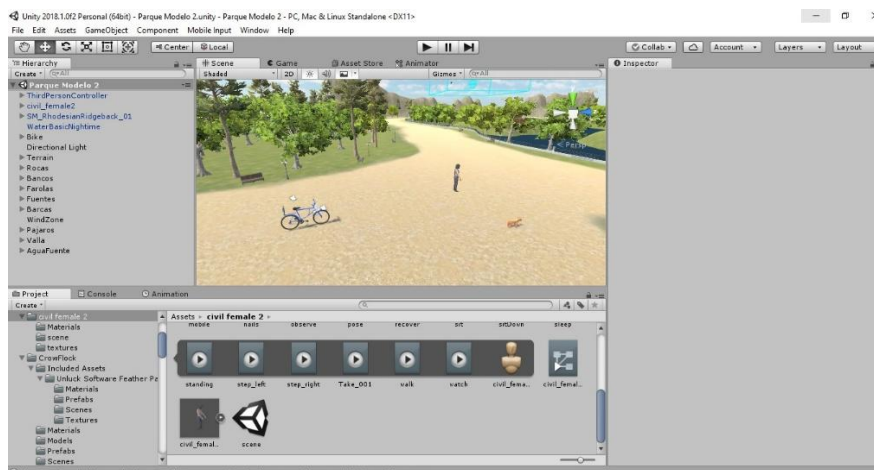 Unity 2018.1.0f2 Personal (64bit) - Parque Modelo 2.unity - Parque Modelo 2 - PC, Mac & Linux Standalone <DX11>
File Edit Assets GameObject Component Mobile Input Window Help
Center Local Collab Account Layers Layout
Hierarchy Scene Game Asset Store Animator Inspector
Create All Shaded 2D Gizmos All
Parque Modelo 2
ThirdPersonController
civil_female2
SM_RhodesianRidgeback_01
WaterBasicNightime
Bike
Directional Light
Terrain
Rocas
Bancos
Farolas
Fuentes
Barcas
WindZone
Pajaros
Valla
AguaFuente
Persp
Project Console Animation
Create
civil female 2
Materials
scene
textures
CrowFlock
Included Assets
Unluck Software Feather Pa
Materials
Prefabs
Scenes
Textures
Materials
Models
Prefabs
Scenes
Assets civil female 2
mobile nails observe pose recover sit sitDown sleep
standing step_left step_right Take_001 walk watch civil_fema... civil_femal...
civil_femal... scene